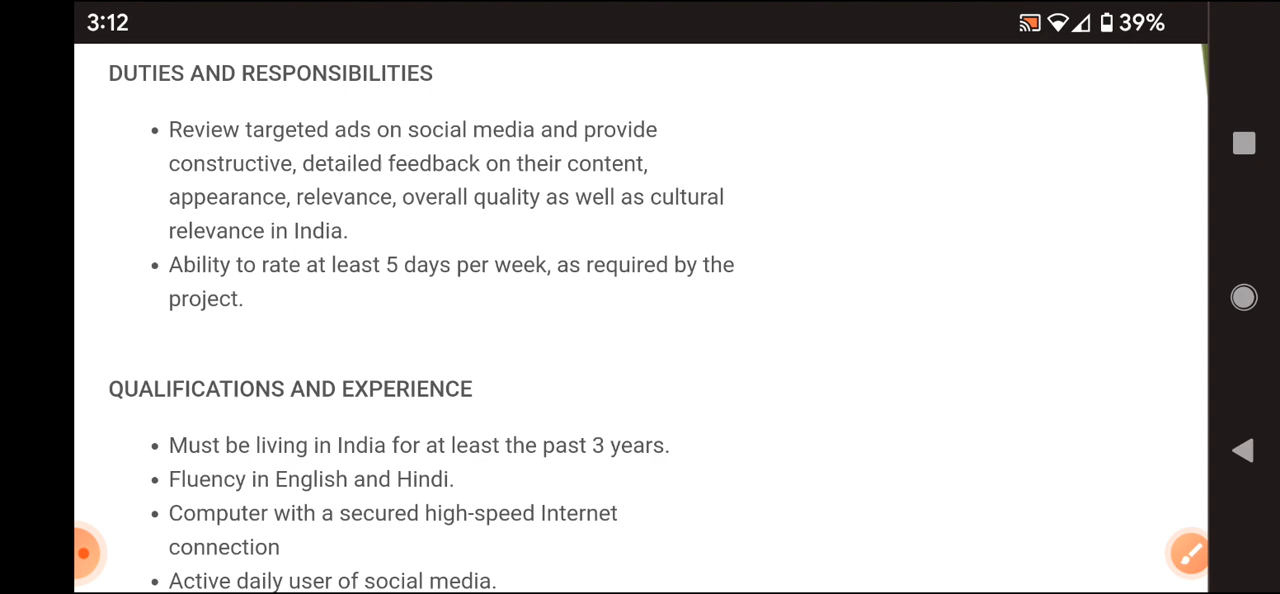 3:12
39%
DUTIES AND RESPONSIBILITIES
• Review targeted ads on social media and provide
constructive, detailed feedback on their content,
appearance, relevance, overall quality as well as cultural
relevance in India.
• Ability to rate at least 5 days per week, as required by the
project.
QUALIFICATIONS AND EXPERIENCE
• Must be living in India for at least the past 3 years.
• Fluency in English and Hindi.
• Computer with a secured high-speed Internet
connection
• Active daily user of social media.